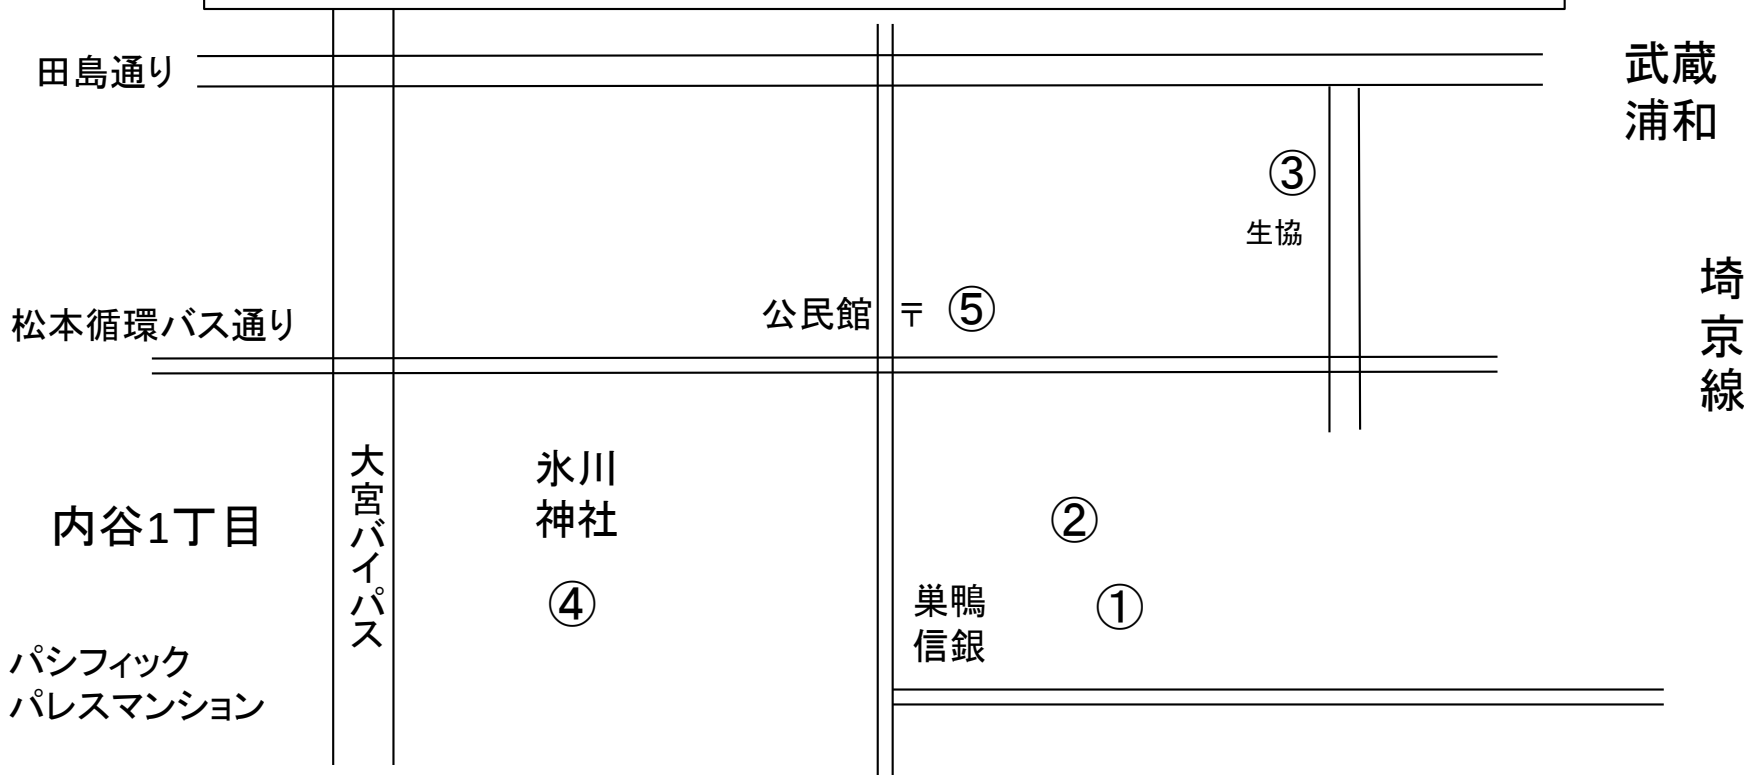 田島通り
武蔵
浦和
③
生協
埼
京
線
公民館
〒
⑤
松本循環バス通り
大宮バイパス
氷川
神社
④
内谷1丁目
②
①
巣鴨
信銀
パシフィック
パレスマンション